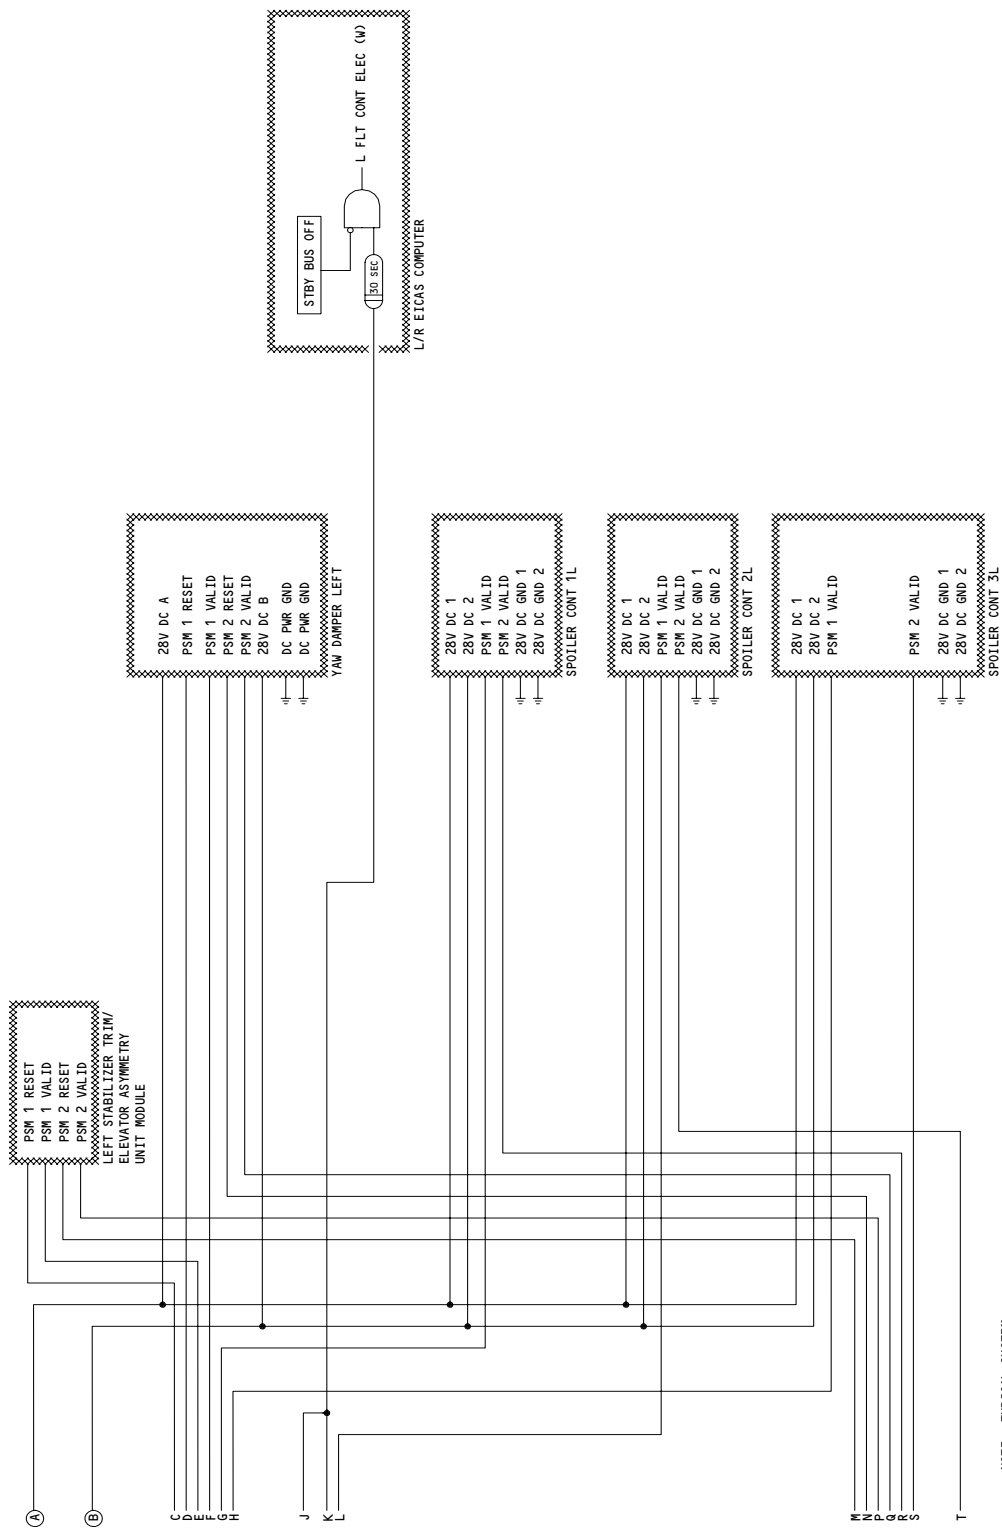 L FLT CONT ELEC (W)
STBY BUS OFF
30 SEC
L/R EICAS COMPUTER
28V DC A
PSM 1 RESET
PSM 1 VALID
PSM 2 RESET
PSM 2 VALID
28V DC B
DC PWR GND
DC PWR GND
YAW DAMPER LEFT
28V DC 1
28V DC 2
PSM 1 VALID
PSM 2 VALID
28V DC GND 1
28V DC GND 2
SPOILER CONT 1L
28V DC 1
28V DC 2
PSM 1 VALID
PSM 2 VALID
28V DC GND 1
28V DC GND 2
SPOILER CONT 2L
28V DC 1
28V DC 2
PSM 1 VALID
PSM 2 VALID
28V DC GND 1
28V DC GND 2
SPOILER CONT 3L
PSM 1 RESET
PSM 1 VALID
PSM 2 RESET
PSM 2 VALID
LEFT STABILIZER TRIM/
ELEVATOR ASYMMETRY
UNIT MODULE
A
B
C
D
E
F
G
H
J
K
L
M
N
P
Q
R
S
T